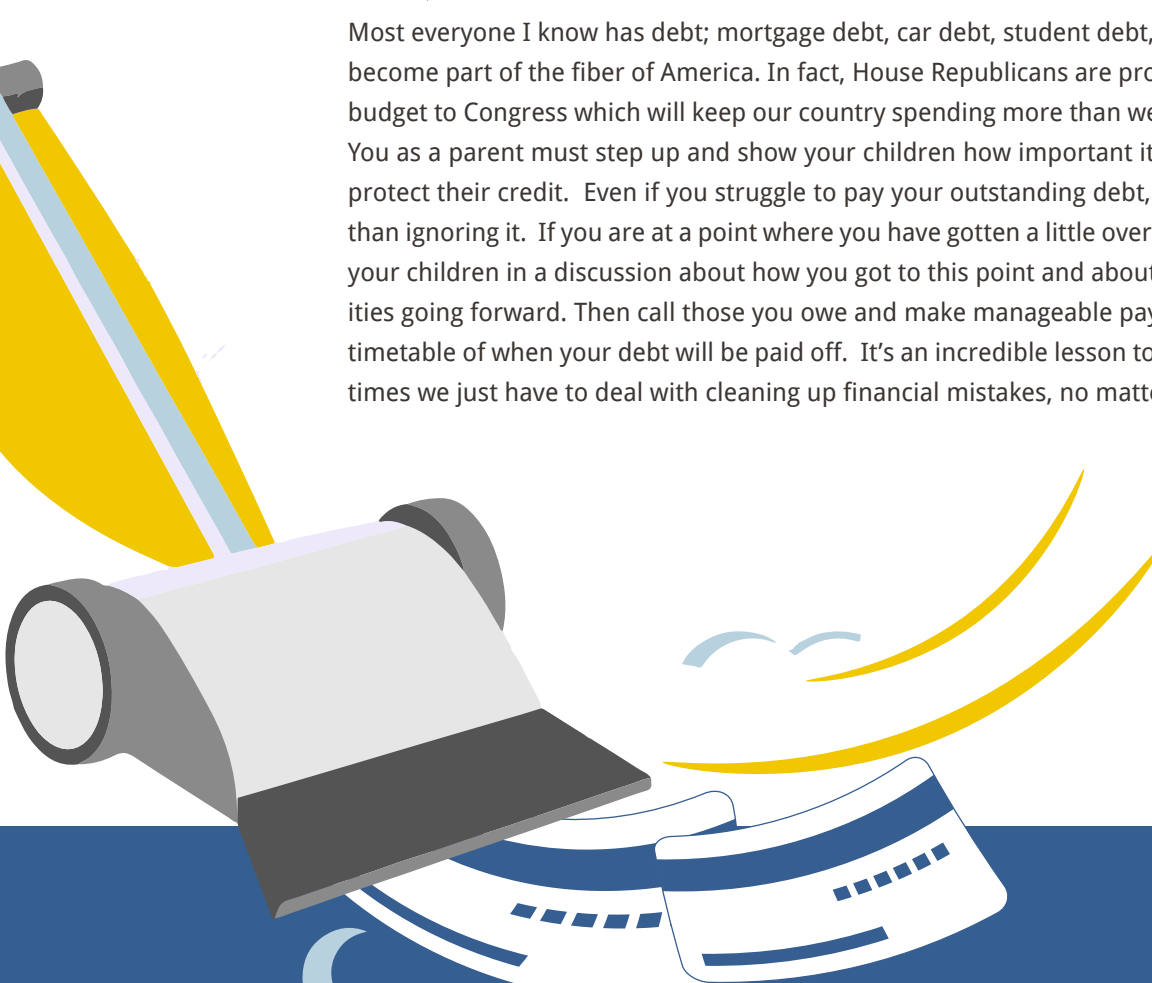 Most everyone I know has debt; mortgage debt, car debt, student debt,
become part of the fiber of America. In fact, House Republicans are
budget to Congress which will keep our country spending more than
You as a parent must step up and show your children how important it
protect their credit.  Even if you struggle to pay your outstanding debt,
than ignoring it.  If you are at a point where you have gotten a little over
your children in a discussion about how you got to this point and about
ities going forward. Then call those you owe and make manageable
timetable of when your debt will be paid off.  It’s an incredible lesson to
times we just have to deal with cleaning up financial mistakes, no